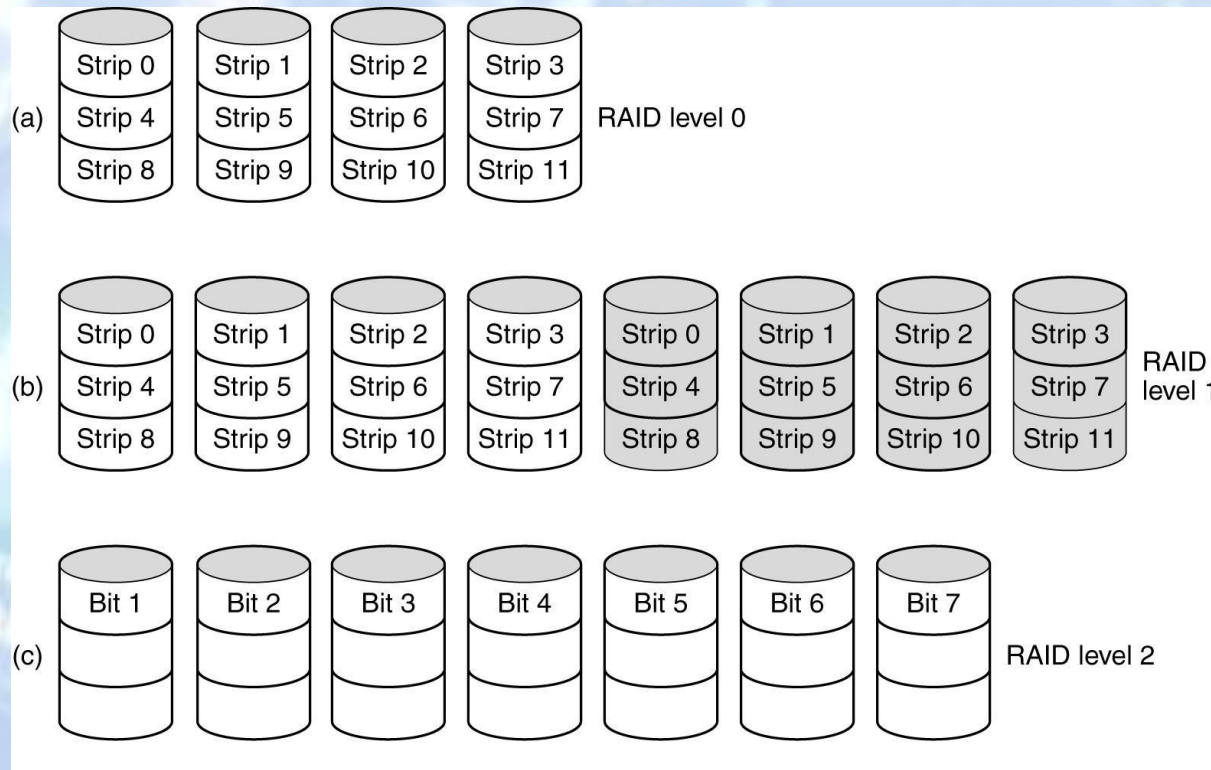 Strip 0 Strip 1 Strip 2 Strip 3
(a) Strip 4 Strip 5 Strip 6 Strip 7 RAID level 0
Strip 8 Strip 9 Strip 10 Strip 11
Strip 0 Strip 1 Strip 2 Strip 3 Strip 0 Strip 1 Strip 2 Strip 3
(b) Strip 4 Strip 5 Strip 6 Strip 7 Strip 4 Strip 5 Strip 6 Strip 7 RAID level 1
Strip 8 Strip 9 Strip 10 Strip 11 Strip 8 Strip 9 Strip 10 Strip 11
Bit 1 Bit 2 Bit 3 Bit 4 Bit 5 Bit 6 Bit 7
(c) RAID level 2